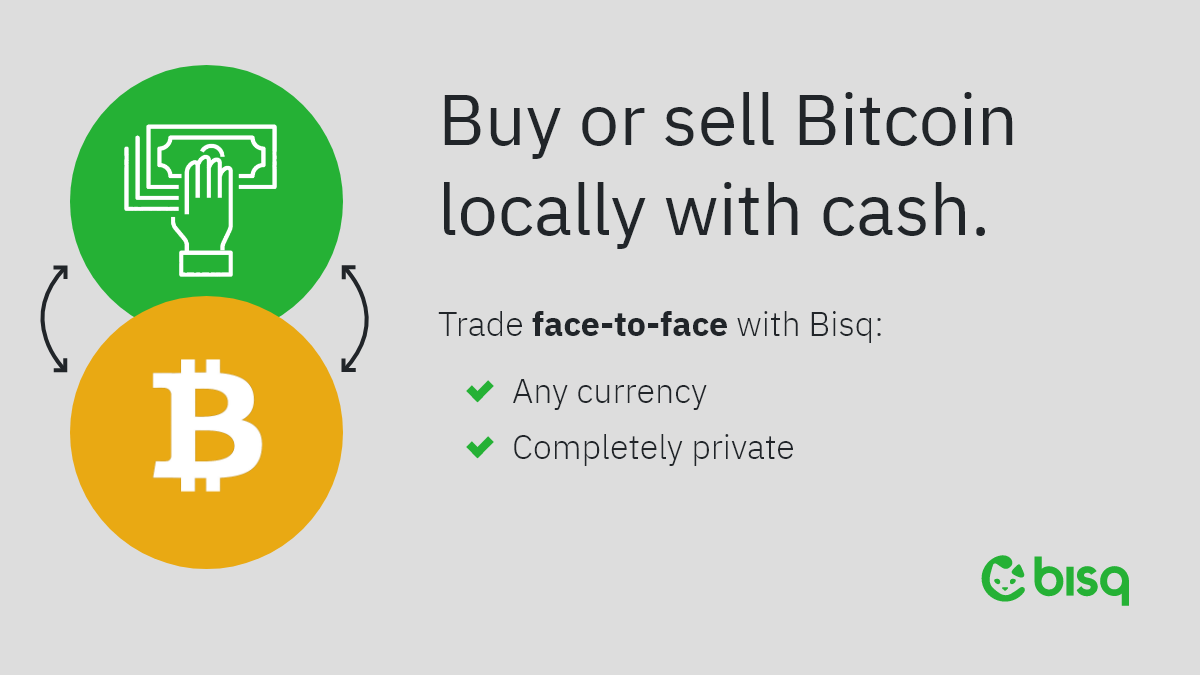 Buy or sell Bitcoin
locally with cash.
Trade face-to-face with Bisq:
Any currency
Completely private
bisq